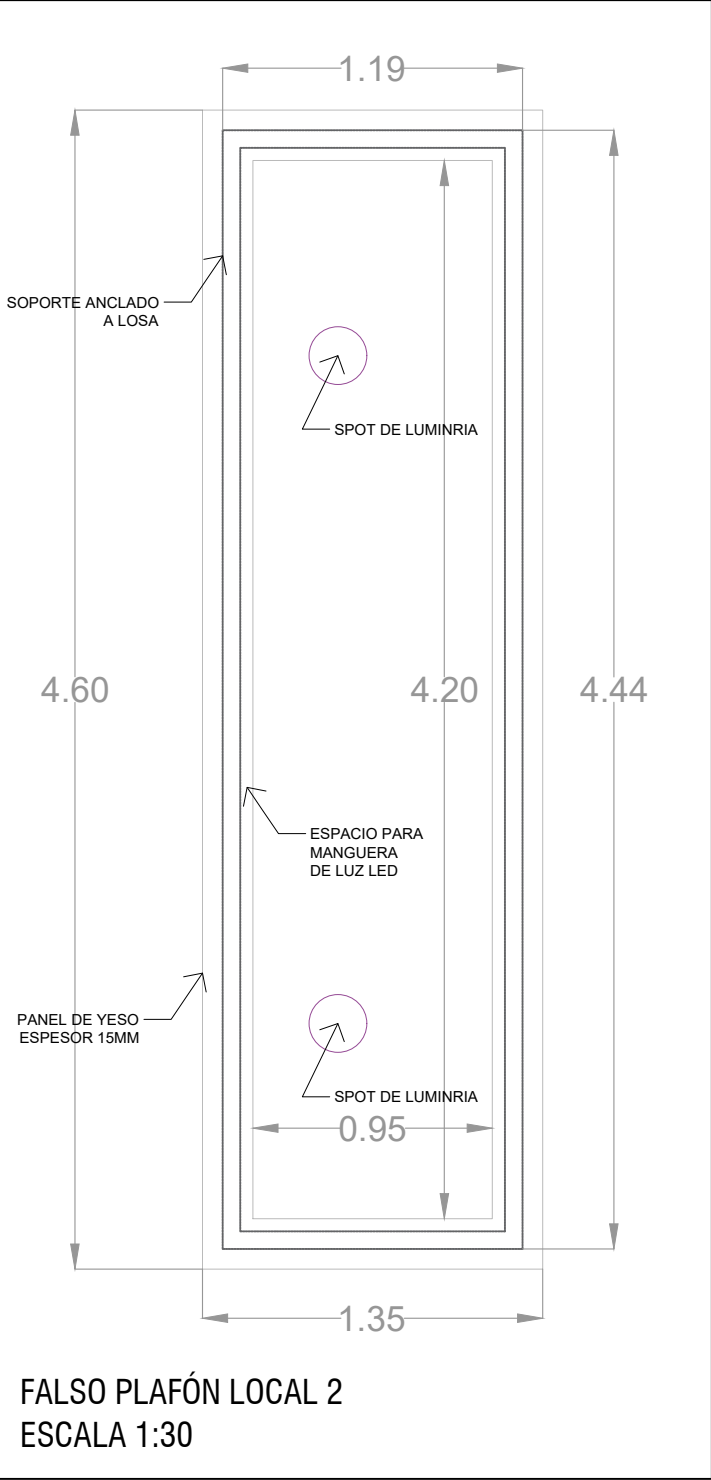 1.19
SOPORTE ANCLADO
A LOSA
SPOT DE LUMINRIA
4.60
4.20
4.44
ESPACIO PARA
MANGUERA
DE LUZ LED
PANEL DE YESO
ESPESOR 15MM
SPOT DE LUMINRIA
0.95
1.35
FALSO PLAFÓN LOCAL 2
ESCALA 1:30